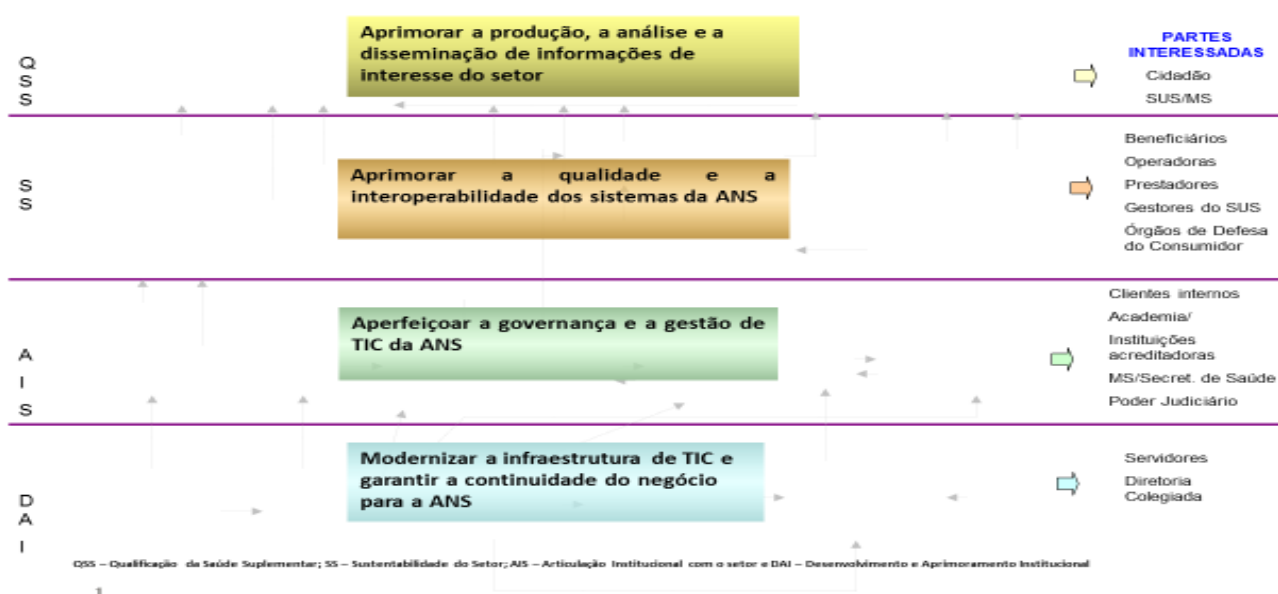 Q
S
S
Aprimorar a produção, a análise e a
disseminação de informações de
interesse do setor
PARTES
INTERESSADAS
Cidadão
SUS/MS
S
S
Aprimorar a qualidade e a
interoperabilidade dos sistemas da ANS
Beneficiários
Operadoras
Prestadores
Gestores do SUS
Órgãos de Defesa
do Consumidor
A
I
S
Aperfeiçoar a governança e a gestão de
TIC da ANS
Clientes internos
Academia/
Instituições
acreditadoras
MS/Secret. de Saúde
Poder Judiciário
D
A
I
Modernizar a infraestrutura de TIC e
garantir a continuidade do negócio
para a ANS
Servidores
Diretoria
Colegiada
QSS – Qualificação da Saúde Suplementar; SS – Sustentabilidade do Setor; AIS – Articulação Institucional com o setor e DAI – Desenvolvimento e Aprimoramento Institucional
1